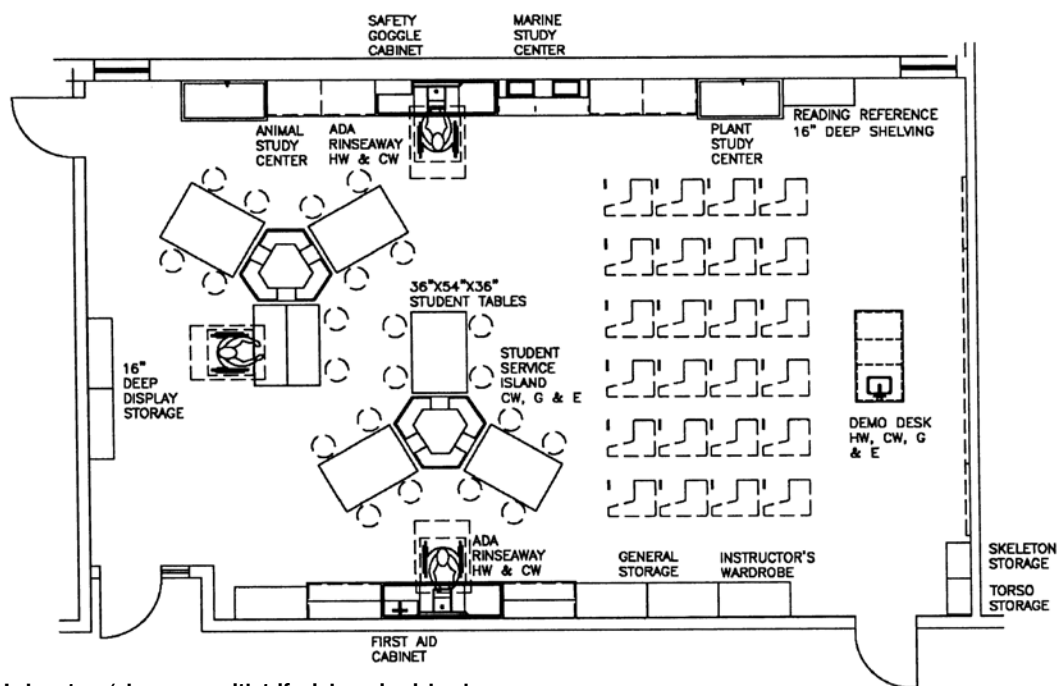 SAFETY
GOGGLE
CABINET
MARINE
STUDY
CENTER
ANIMAL
STUDY
CENTER
ADA
RINSEAWAY
HW & CW
PLANT
STUDY
CENTER
READING REFERENCE
16" DEEP SHELVING
36"X54"X36"
STUDENT TABLES
STUDENT
SERVICE
ISLAND
CW, G & E
16"
DEEP
DISPLAY
STORAGE
DEMO DESK
HW, CW, G
& E
ADA
RINSEAWAY
HW & CW
GENERAL
STORAGE
INSTRUCTOR'S
WARDROBE
SKELETON
STORAGE
TORSO
STORAGE
FIRST AID
CABINET